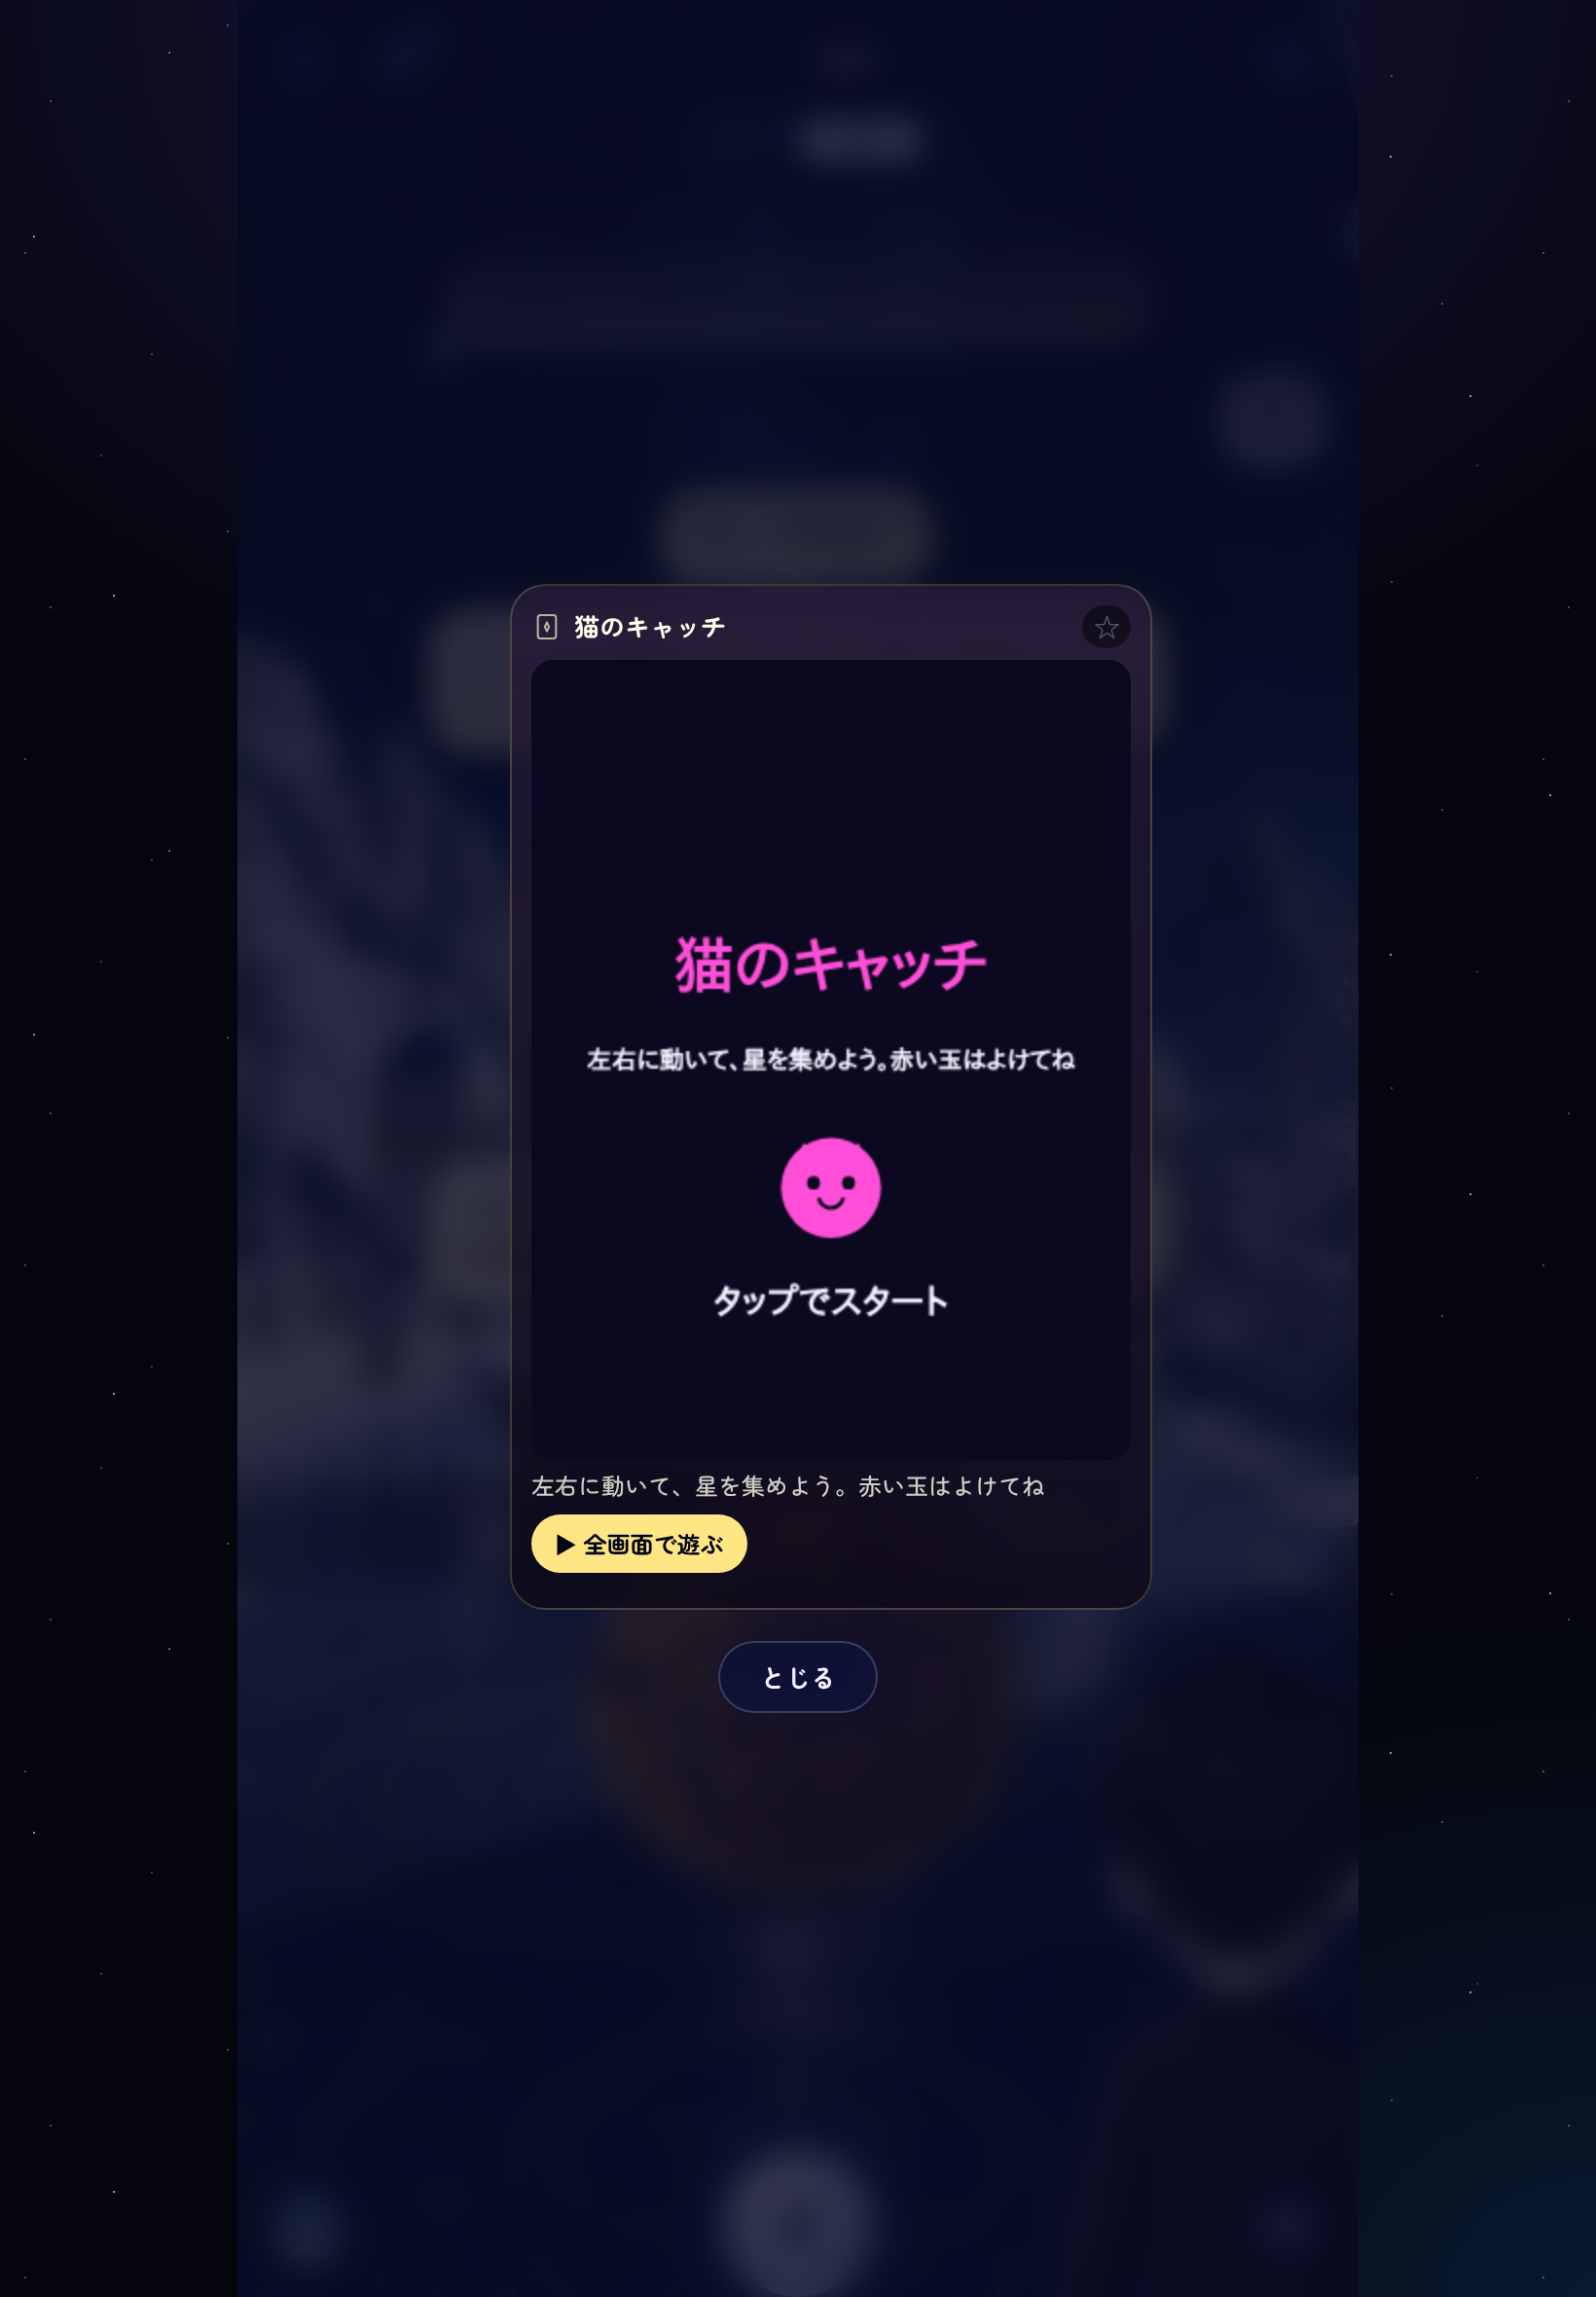 猫のキャッチ
猫のキャッチ
左右に動いて、星を集めよう。赤い玉はよけてね
タップでスタート
左右に動いて、星を集めよう。赤い玉はよけてね
▶ 全画面で遊ぶ
とじる